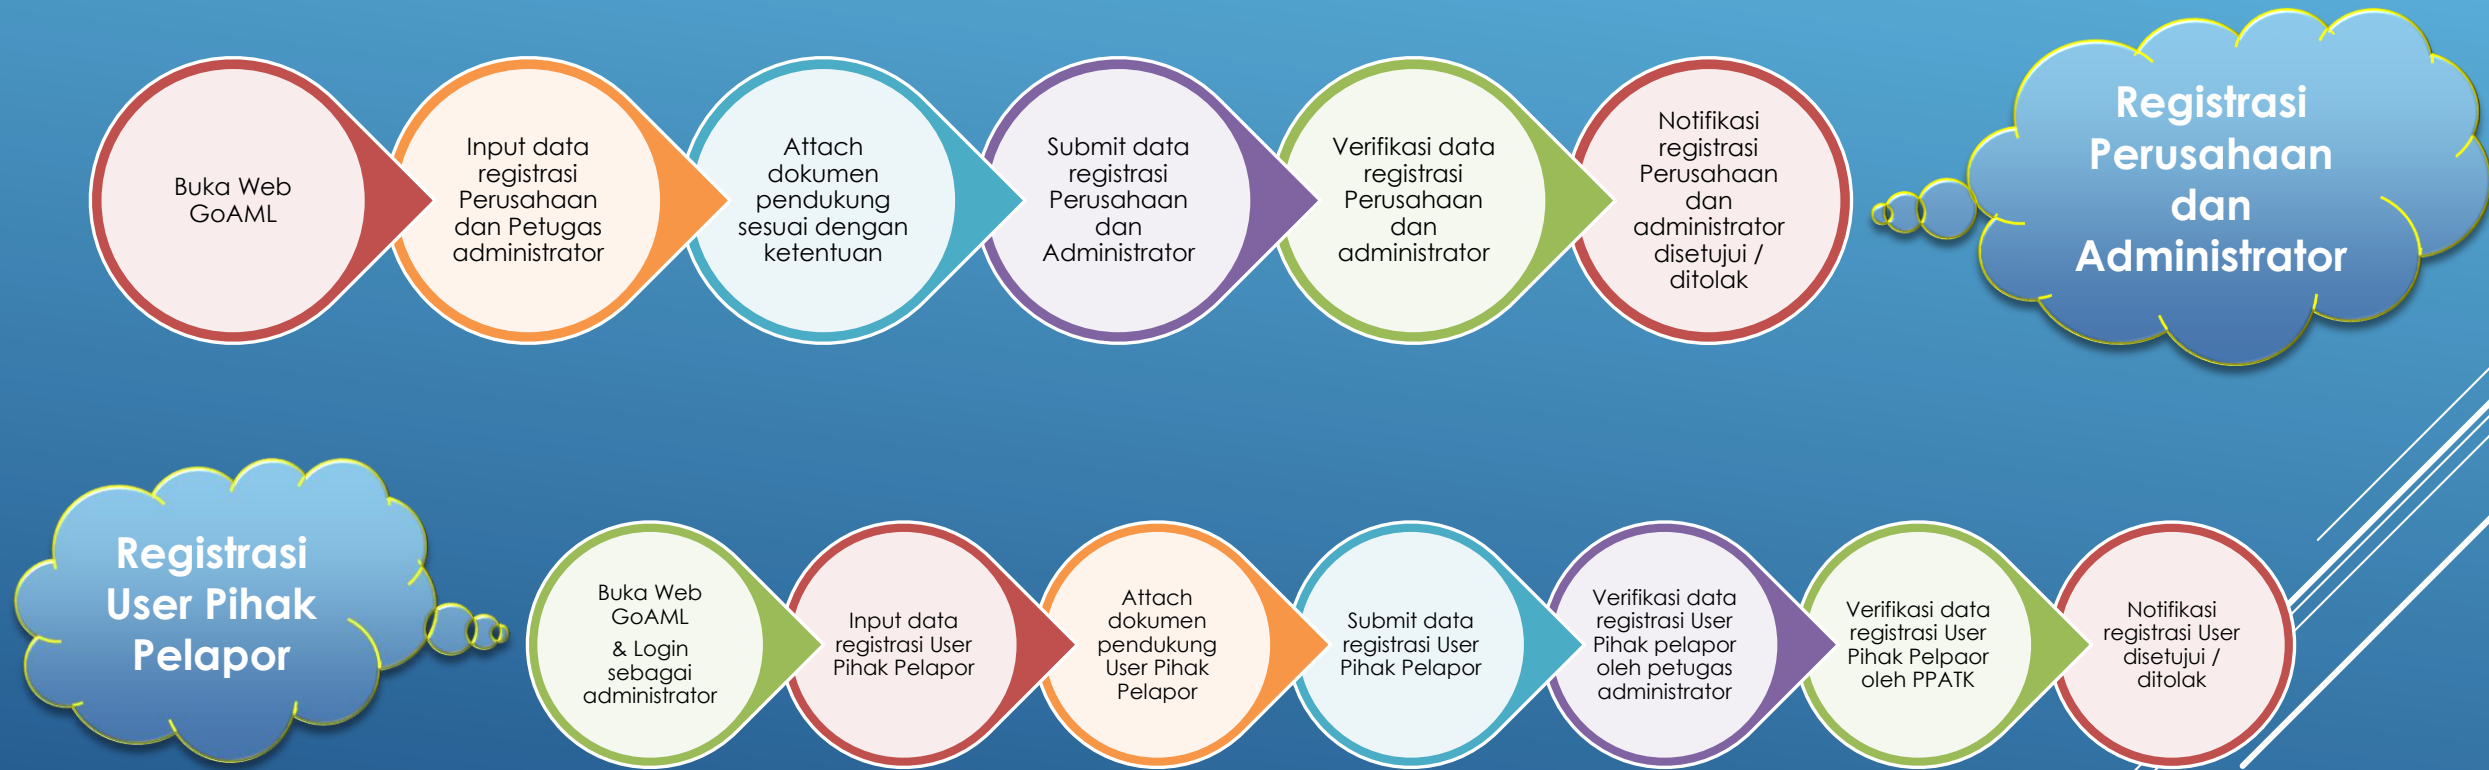 Buka Web
GoAML
Input data
registrasi
Perusahaan
dan Petugas
administrator
Attach
dokumen
pendukung
sesuai dengan
ketentuan
Submit data
registrasi
Perusahaan
dan
Administrator
Verifikasi data
registrasi
Perusahaan
dan
administrator
Notifikasi
registrasi
Perusahaan
dan
administrator
disetujui /
ditolak
Registrasi
Perusahaan
dan
Administrator
Registrasi
User Pihak
Pelapor
Buka Web
GoAML
& Login
sebagai
administrator
Input data
registrasi User
Pihak Pelapor
Attach
dokumen
pendukung
User Pihak
Pelapor
Submit data
registrasi User
Pihak Pelapor
Verifikasi data
registrasi User
Pihak pelapor
oleh petugas
administrator
Verifikasi data
registrasi User
Pihak Pelpaor
oleh PPATK
Notifikasi
registrasi User
disetujui /
ditolak